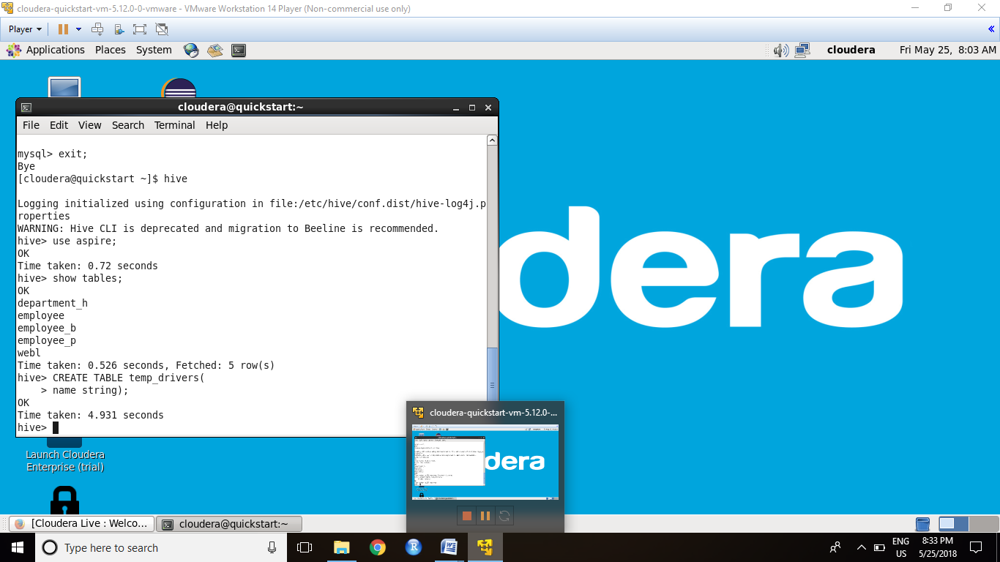 cloudera-quickstart-vm-5.12.0-0-vmware - VMware Workstation 14 Player (Non-commercial use only)
Player
Applications Places System
cloudera Fri May 25, 8:03 AM
cloudera@quickstart:~
File Edit View Search Terminal Help
mysql> exit;
Bye
[cloudera@quickstart ~]$ hive
Logging initialized using configuration in file:/etc/hive/conf.dist/hive-log4j.p
roperties
WARNING: Hive CLI is deprecated and migration to Beeline is recommended.
hive> use aspire;
OK
Time taken: 0.72 seconds
hive> show tables;
OK
department_h
employee
employee_b
employee_p
webl
Time taken: 0.526 seconds, Fetched: 5 row(s)
hive> CREATE TABLE temp_drivers(
    > name string);
OK
Time taken: 4.931 seconds
hive>
dera
Launch Cloudera
Enterprise (trial)
cloudera-quickstart-vm-5.12.0-...
dera
[Cloudera Live : Welco...
cloudera@quickstart:~
Type here to search
R
W
ENG
US
8:33 PM
5/25/2018